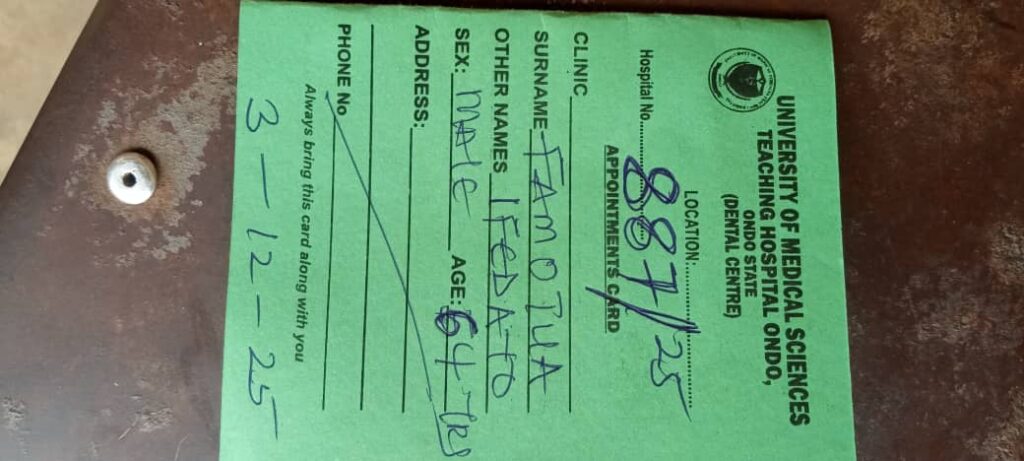 UNIVERSITY OF MEDICAL SCIENCES
TEACHING HOSPITAL ONDO,
ONDO STATE
(DENTAL CENTRE)
LOCATION:
Hospital No. 887/25
APPOINTMENTS CARD
CLINIC
SURNAME FAMOJUA
OTHER NAMES IFEDATO
SEX: MALE AGE: 64 YRS
ADDRESS:
PHONE No
Always bring this card along with you
3-12-25